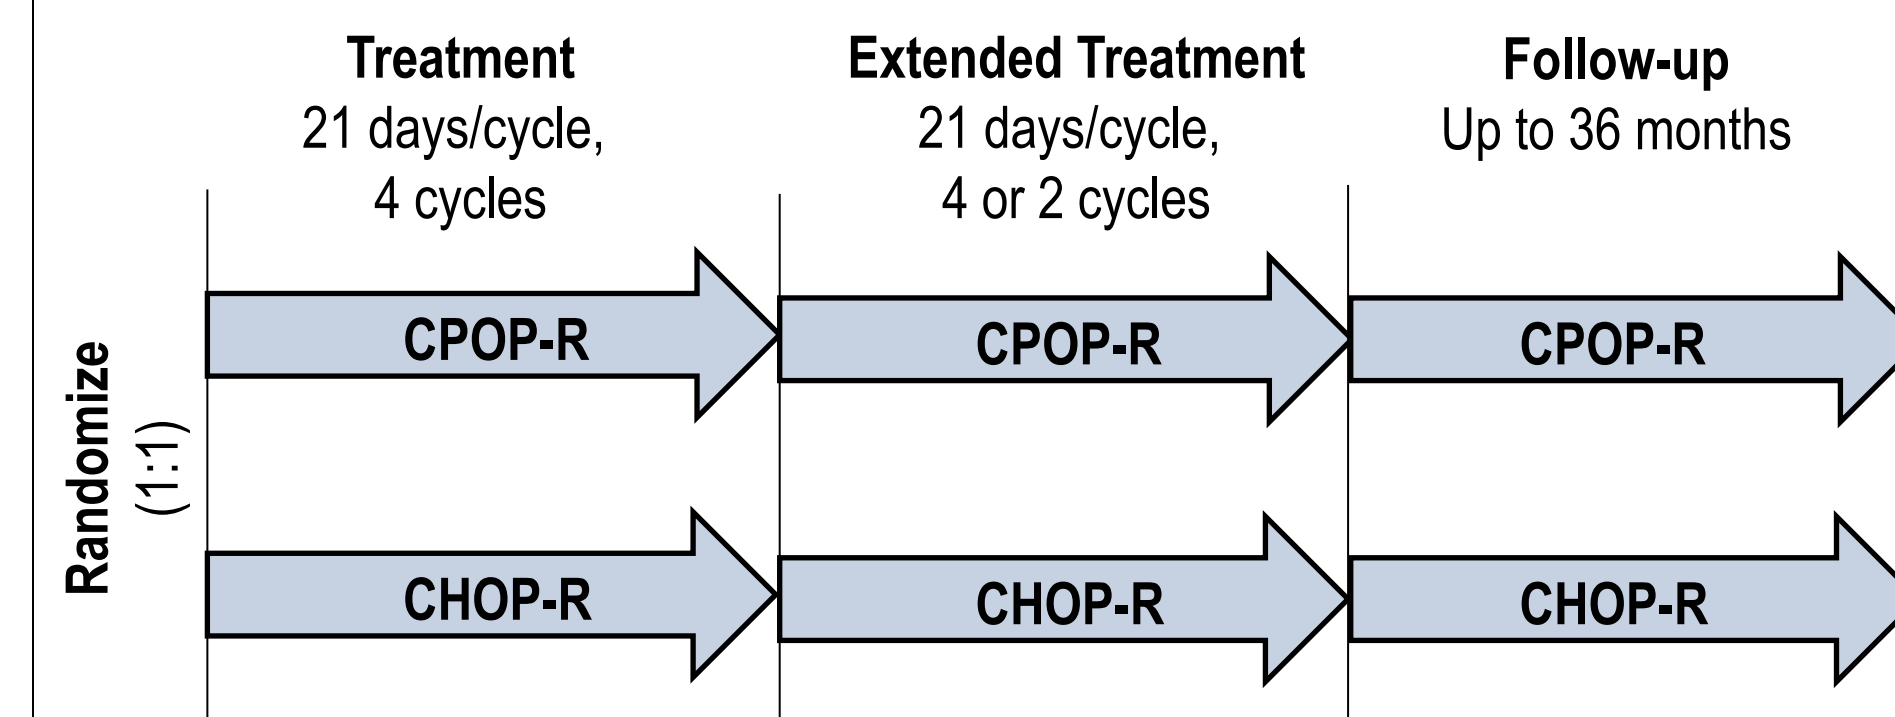 Treatment
21 days/cycle,
4 cycles
Extended Treatment
21 days/cycle,
4 or 2 cycles
Follow-up
Up to 36 months
Randomize
(1:1)
CPOP-R
CPOP-R
CPOP-R
CHOP-R
CHOP-R
CHOP-R